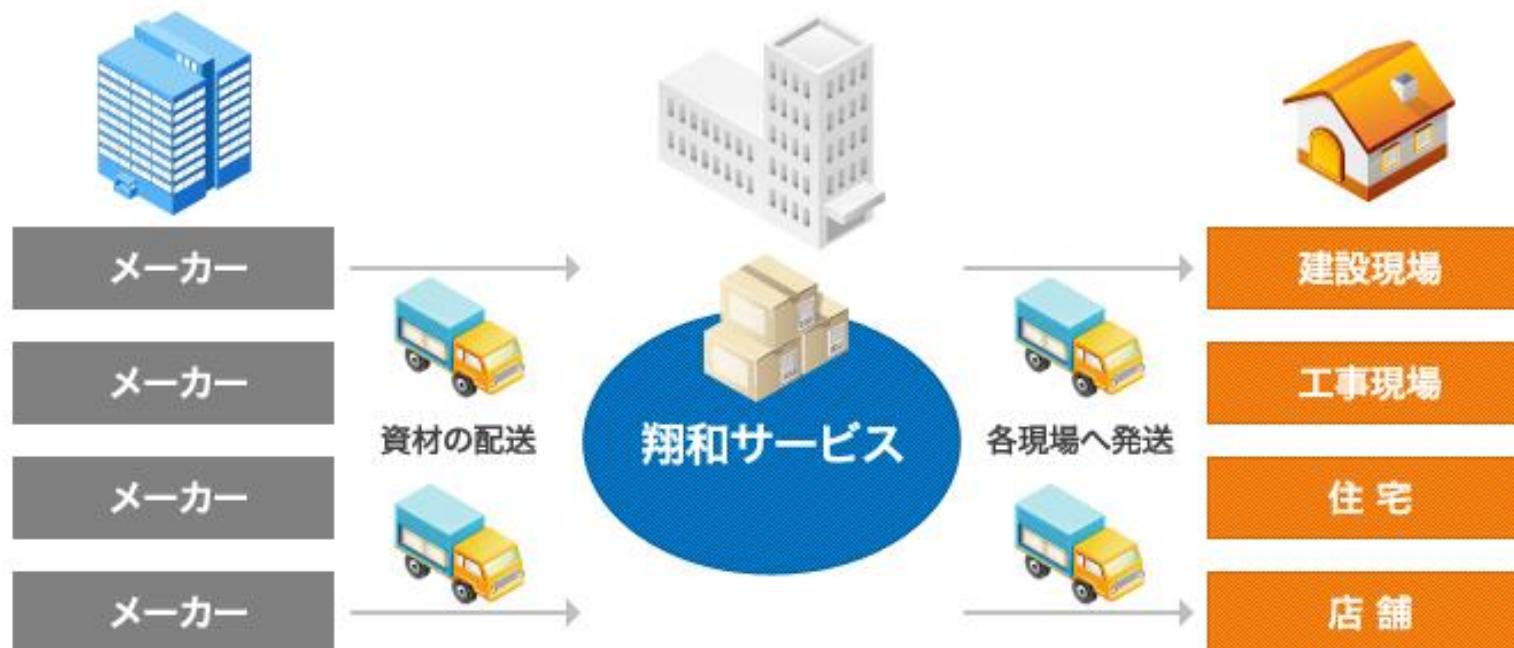 メーカー
メーカー
メーカー
メーカー
資材の配送
翔和サービス
各現場へ発送
建設現場
工事現場
住 宅
店 舗